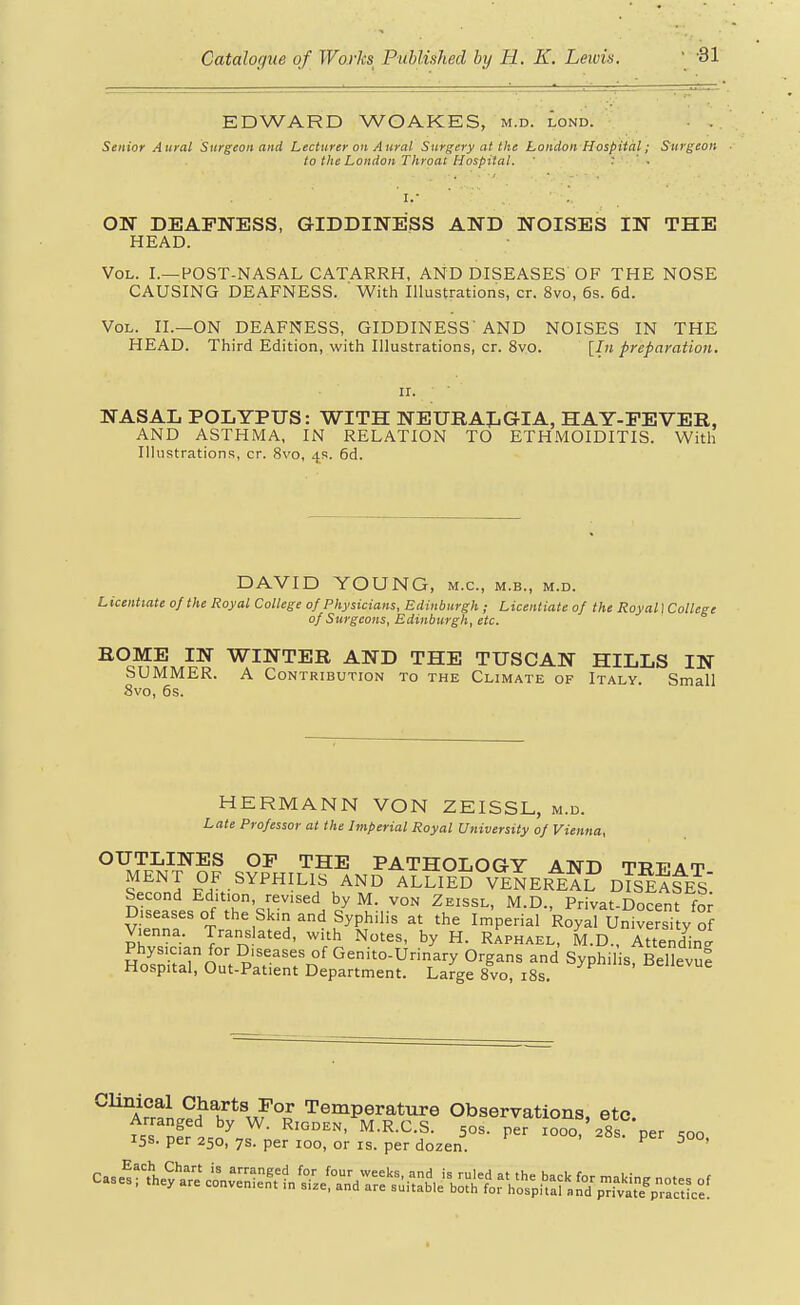 Catalogue of Works Published by H. K. Lewis. 31
EDWARD WOAKES, M.D. LOND.
Senior Aural Surgeon and Lecturer on Aural Surgery at the London Hospital; Surgeon
to the London Throat Hospital.
I.
ON DEAFNESS, GIDDINESS AND NOISES IN THE
HEAD.
VOL. I.—POST-NASAL CATARRH, AND DISEASES OF THE NOSE
CAUSING DEAFNESS. With Illustrations, cr. 8vo, 6s. 6d.
VOL. II.—ON DEAFNESS, GIDDINESS AND NOISES IN THE
HEAD. Third Edition, with Illustrations, cr. 8vo. [In preparation.
II.
NASAL POLYPUS: WITH NEURALGIA, HAY-FEVER,
AND ASTHMA, IN RELATION TO ETHMOIDITIS. With
Illustrations, cr. 8vo, 4s. 6d.
DAVID YOUNG, M.C., M.B., M.D.
Licentiate of the Royal College of Physicians, Edinburgh; Licentiate of the Royal College
of Surgeons, Edinburgh, etc.
ROME IN WINTER AND THE TUSCAN HILLS IN
SUMMER. A CONTRIBUTION TO THE CLIMATE OF ITALY. Small
8vo, 6s.
HERMANN VON ZEISSL, M.D.
Late Professor at the Imperial Royal University of Vienna,
OUTLINES OF THE PATHOLOGY AND TREAT-
MENT OF SYPHILIS AND ALLIED VENEREAL DISEASES.
Second Edition, revised by M. VON ZEISSL, M.D., Privat-Docent for
Diseases of the Skin and Syphilis at the Imperial Royal University of
Vienna. Translated, with Notes, by H. RAPHAEL, M.D., Attending
Physician for Diseases of Genito-Urinary Organs and Syphilis, Bellevue
Hospital, Out-Patient Department. Large 8vo, 18s.
Clinical Charts For Temperature Observations, etc.
Arranged by W. RIGDEN, M.R.C.S. 50s. per 1000, 28s. per 500,
15s. per 250, 7s. per 100, or 1s. per dozen.
Each Chart is arranged for four weeks, and is ruled at the back for making notes of
Cases; they are convenient in size, and are suitable both for hospital and private practice.